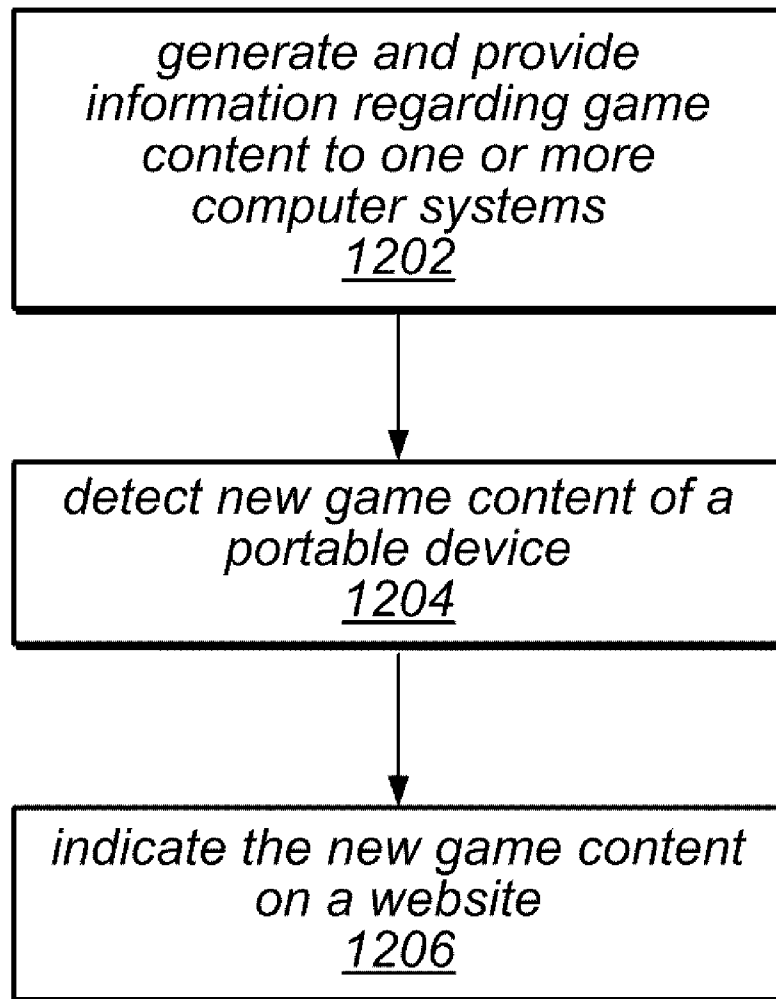 generate and provide
information regarding game
content to one or more
computer systems
1202
detect new game content of a
portable device
1204
indicate the new game content
on a website
1206